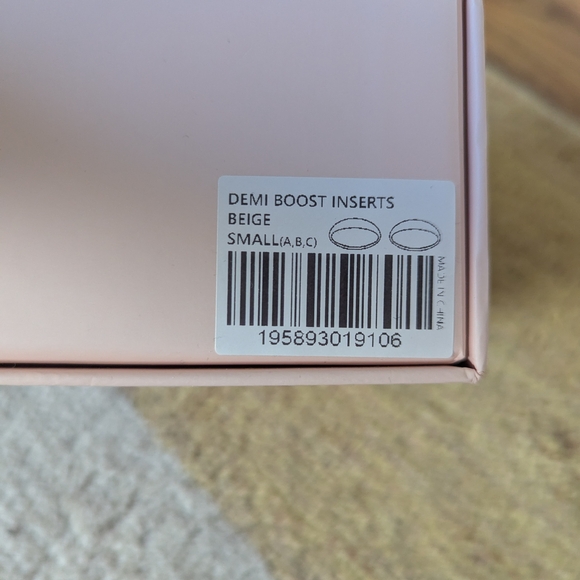 DEMI BOOST INSERTS
BEIGE
SMALL(A,B,C)
MADE IN CHINA
195893019106